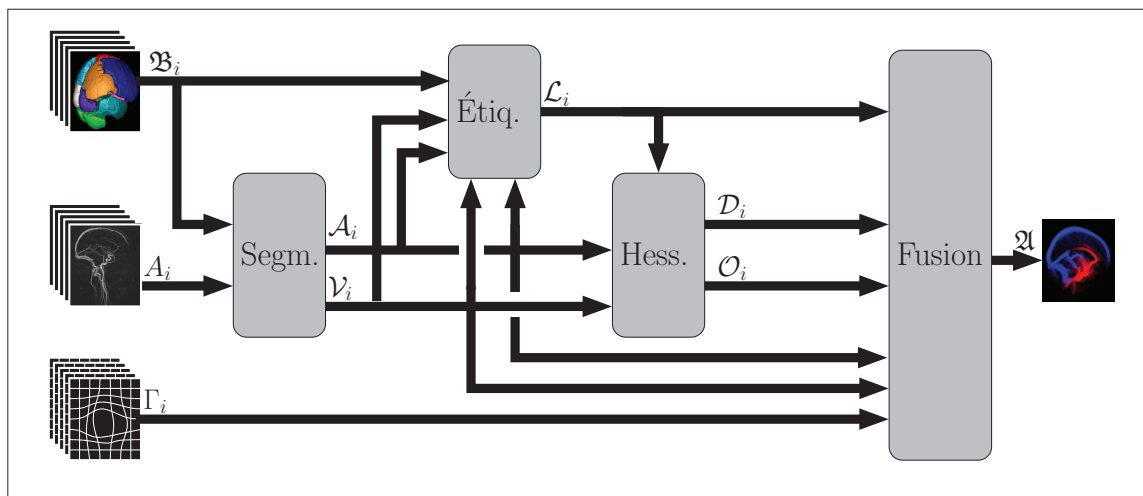 𝔅ᵢ
Étiq.
ℒᵢ
Segm.
𝒜ᵢ
𝒱ᵢ
Aᵢ
Hess.
𝒟ᵢ
𝒪ᵢ
Fusion
𝔄
Γᵢ